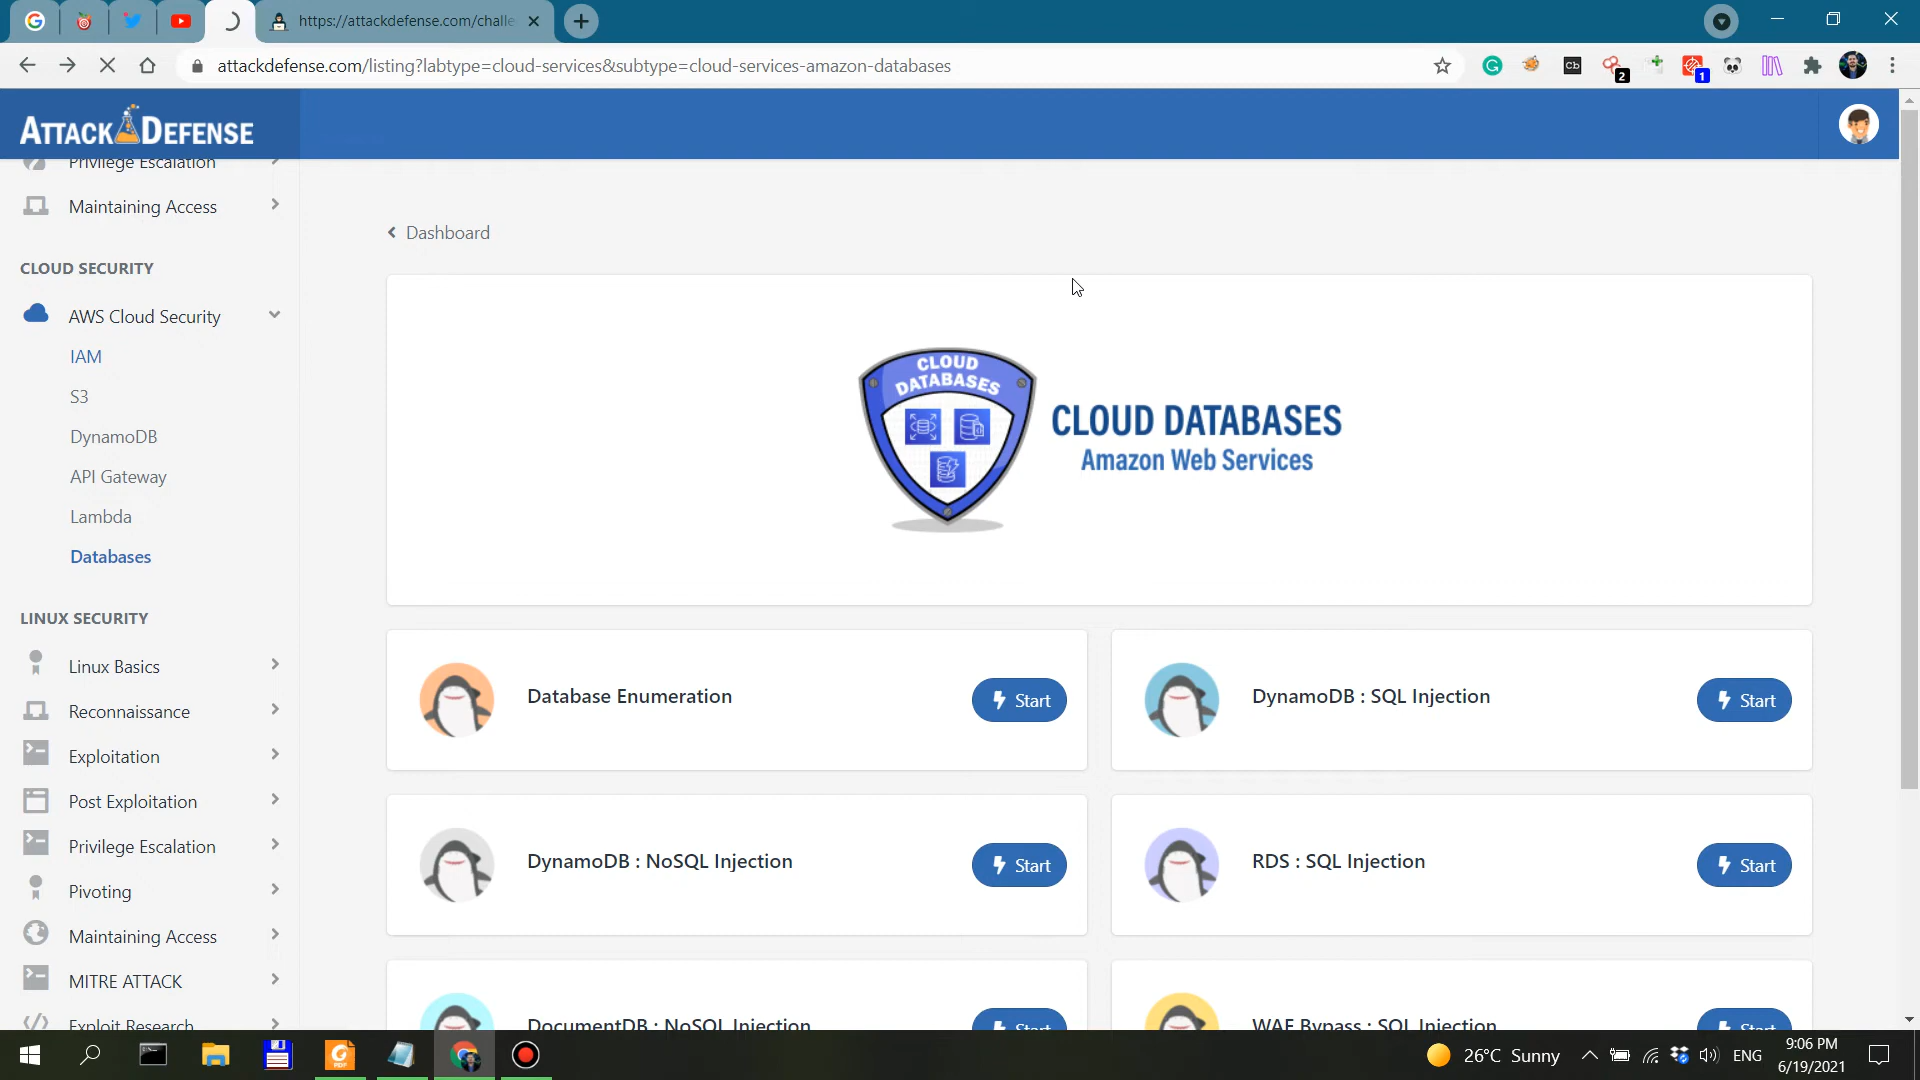 https://attackdefense.com/challe
attackdefense.com/listing?labtype=cloud-services&subtype=cloud-services-amazon-databases
Cb
2
1
ATTACK DEFENSE
Privilege Escalation
Maintaining Access
CLOUD SECURITY
AWS Cloud Security
IAM
S3
DynamoDB
API Gateway
Lambda
Databases
LINUX SECURITY
Linux Basics
Reconnaissance
Exploitation
Post Exploitation
Privilege Escalation
Pivoting
Maintaining Access
MITRE ATTACK
Exploit Research
Dashboard
CLOUD
DATABASES
CLOUD DATABASES
Amazon Web Services
Database Enumeration
Start
DynamoDB : SQL Injection
Start
DynamoDB : NoSQL Injection
Start
RDS : SQL Injection
Start
DocumentDB : NoSQL Injection
Start
WAF Bypass : SQL Injection
Start
26°C Sunny
ENG
9:06 PM
6/19/2021